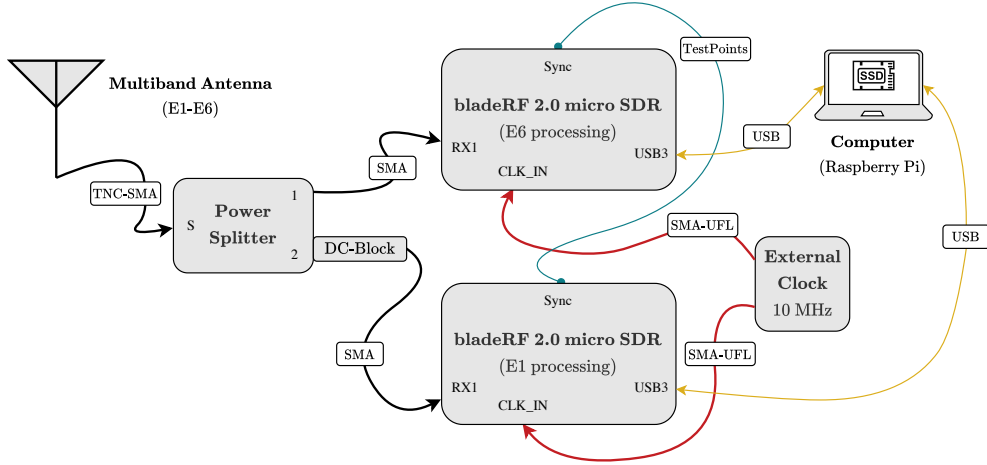 Multiband Antenna
(E1-E6)
TNC-SMA
S
Power
Splitter
1
2
DC-Block
SMA
SMA
Sync
bladeRF 2.0 micro SDR
(E6 processing)
RX1
USB3
CLK_IN
TestPoints
USB
SSD
Computer
(Raspberry Pi)
USB
SMA-UFL
External
Clock
10 MHz
SMA-UFL
Sync
bladeRF 2.0 micro SDR
(E1 processing)
RX1
USB3
CLK_IN